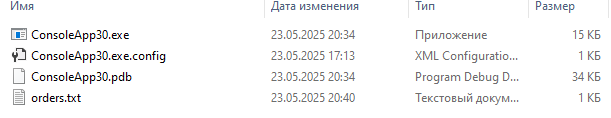 Имя Дата изменения Тип Размер
ConsoleApp30.exe 23.05.2025 20:34 Приложение 15 КБ
ConsoleApp30.exe.config 23.05.2025 17:13 XML Configuratio... 1 КБ
ConsoleApp30.pdb 23.05.2025 20:34 Program Debug D... 34 КБ
orders.txt 23.05.2025 20:40 Текстовый докум... 1 КБ